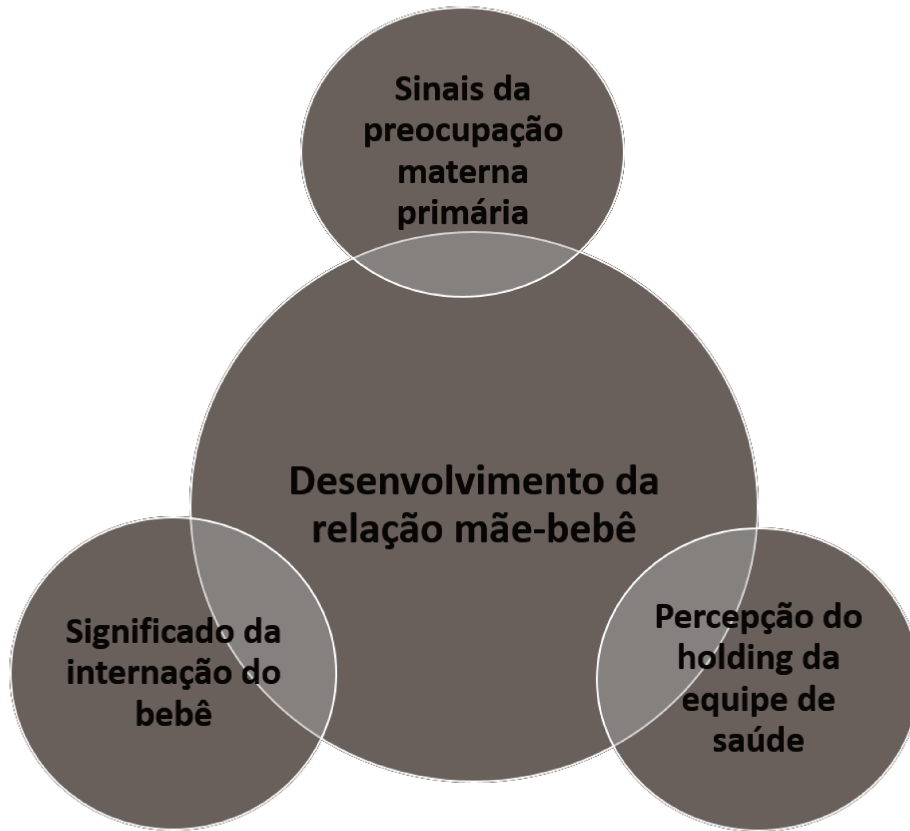 Sinais da
preocupação
materna
primária
Desenvolvimento da
relação mãe-bebê
Significado da
internação do
bebê
Percepção do
holding da
equipe de
saúde